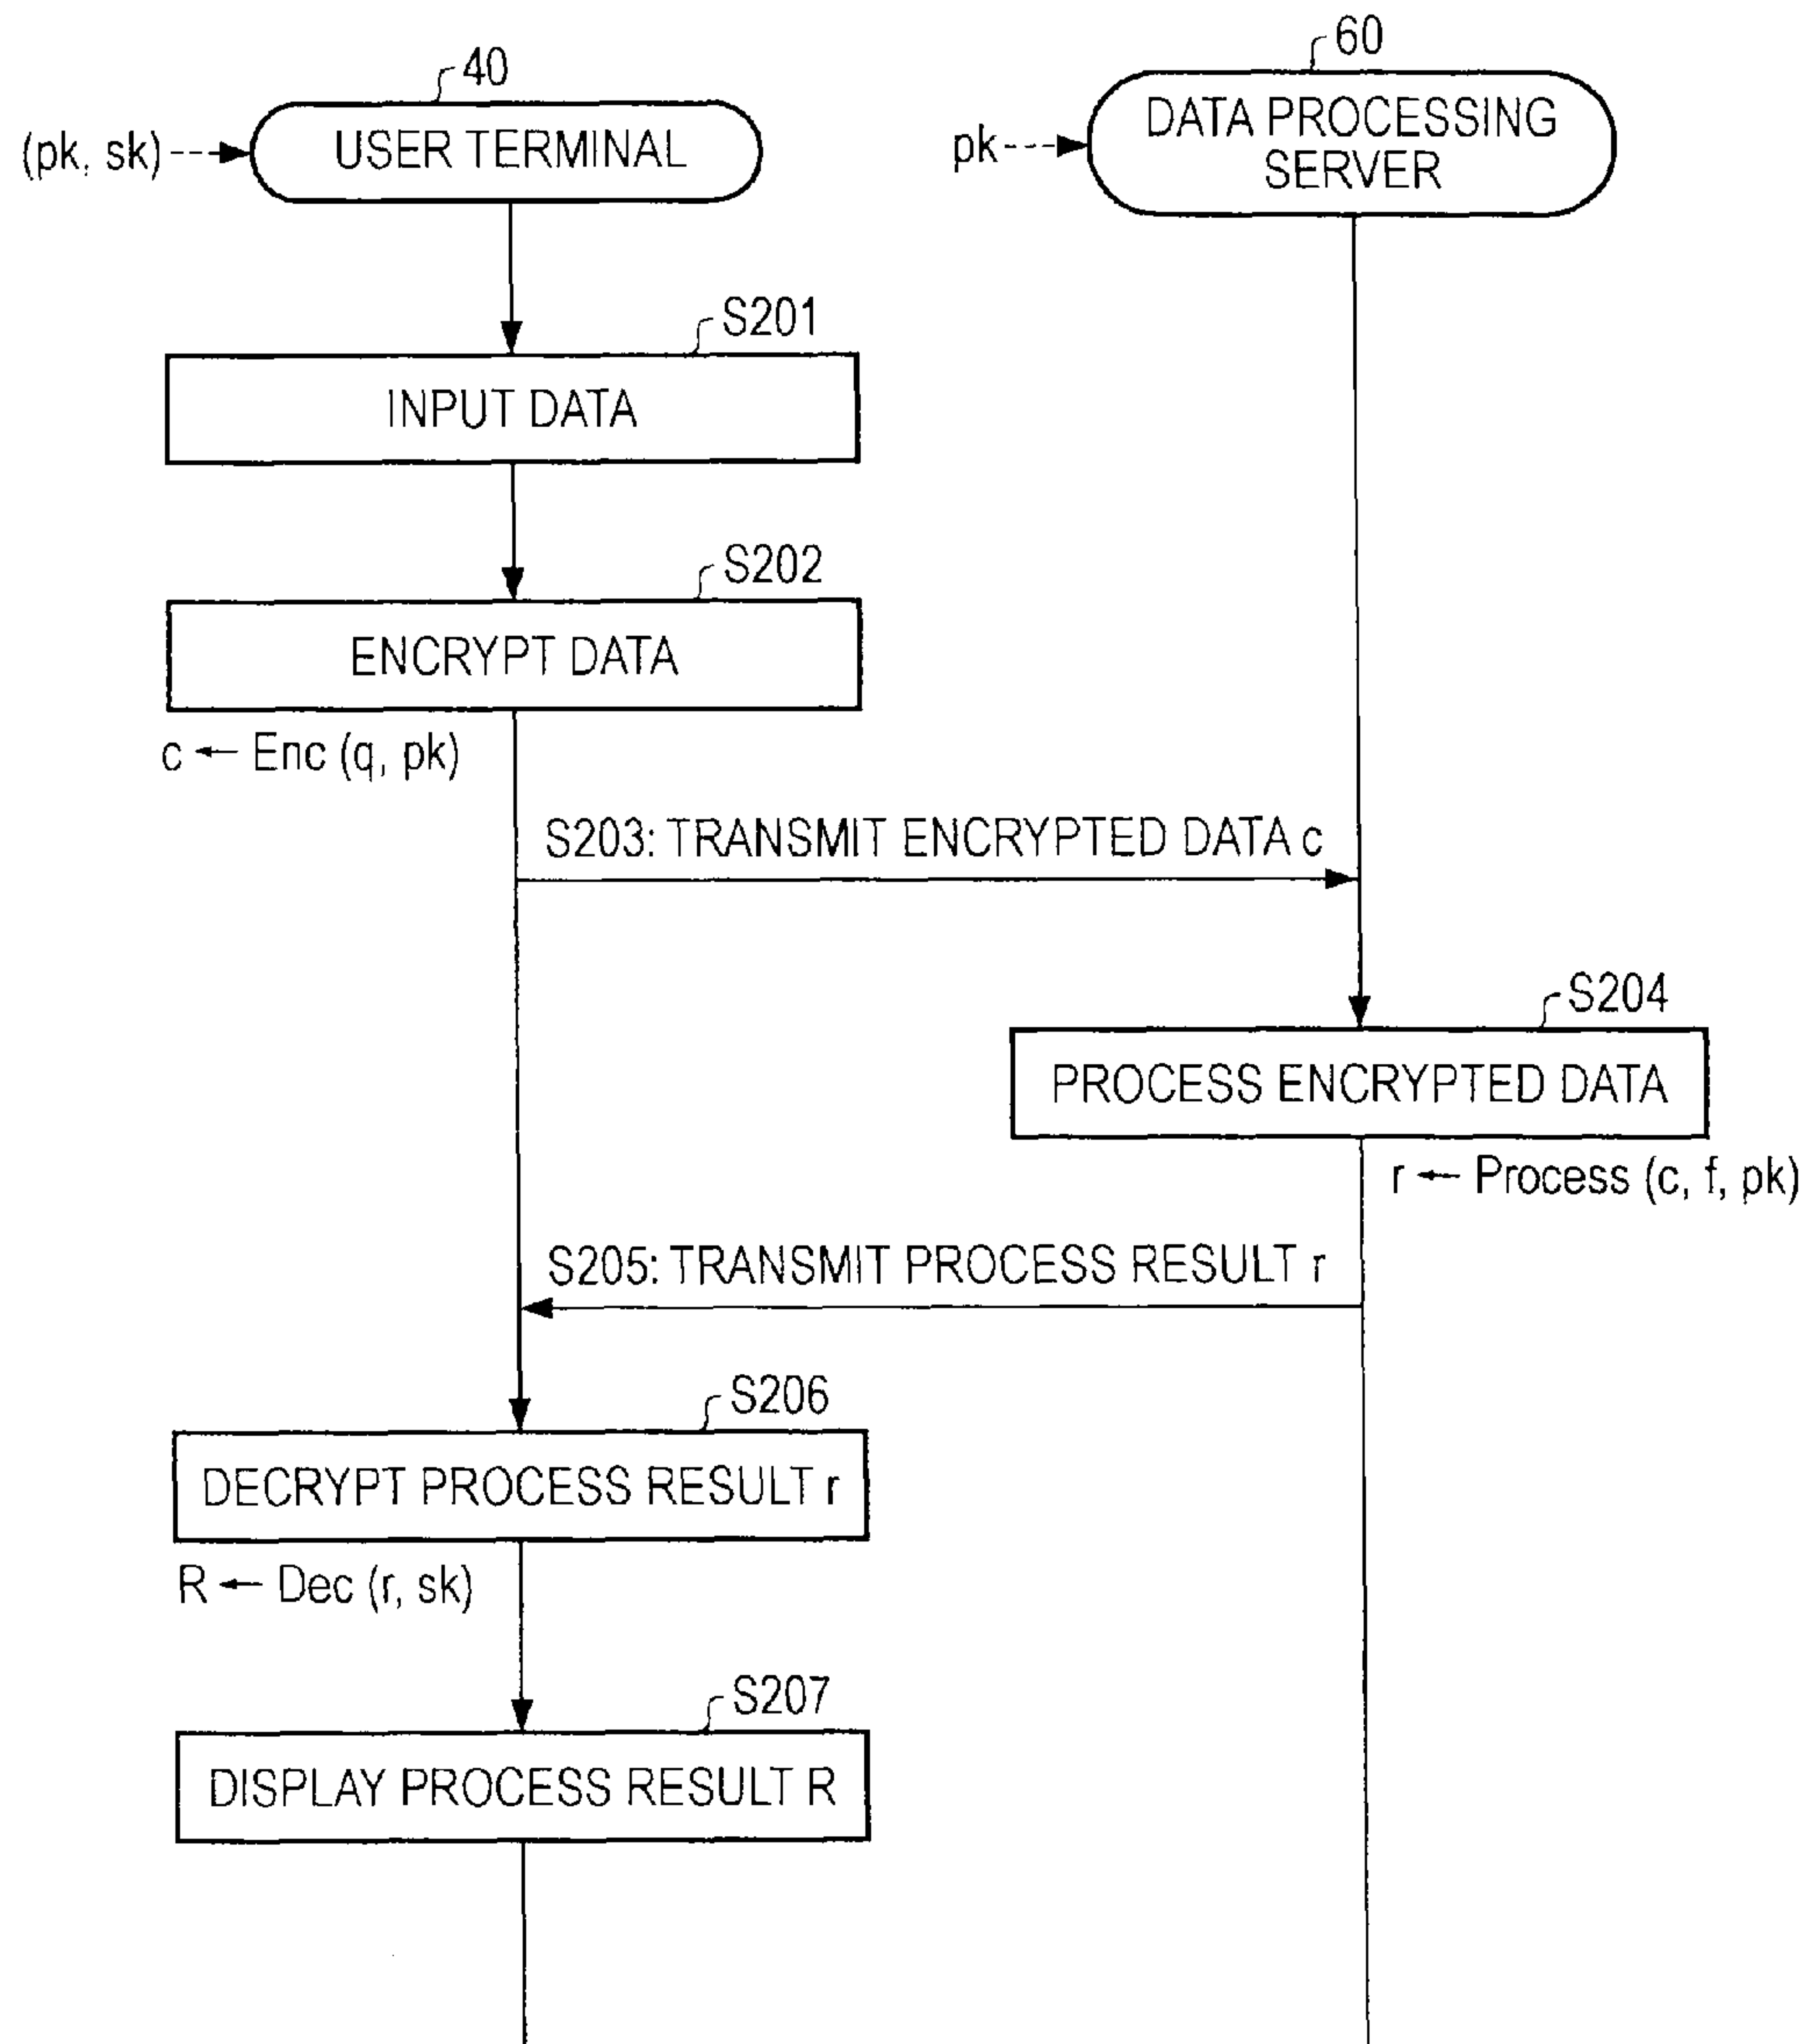 40
60
(pk, sk)
USER TERMINAL
pk
DATA PROCESSING
SERVER
S201
INPUT DATA
S202
ENCRYPT DATA
c ← Enc (q, pk)
S203: TRANSMIT ENCRYPTED DATA c
S204
PROCESS ENCRYPTED DATA
r ← Process (c, f, pk)
S205: TRANSMIT PROCESS RESULT r
S206
DECRYPT PROCESS RESULT r
R ← Dec (r, sk)
S207
DISPLAY PROCESS RESULT R